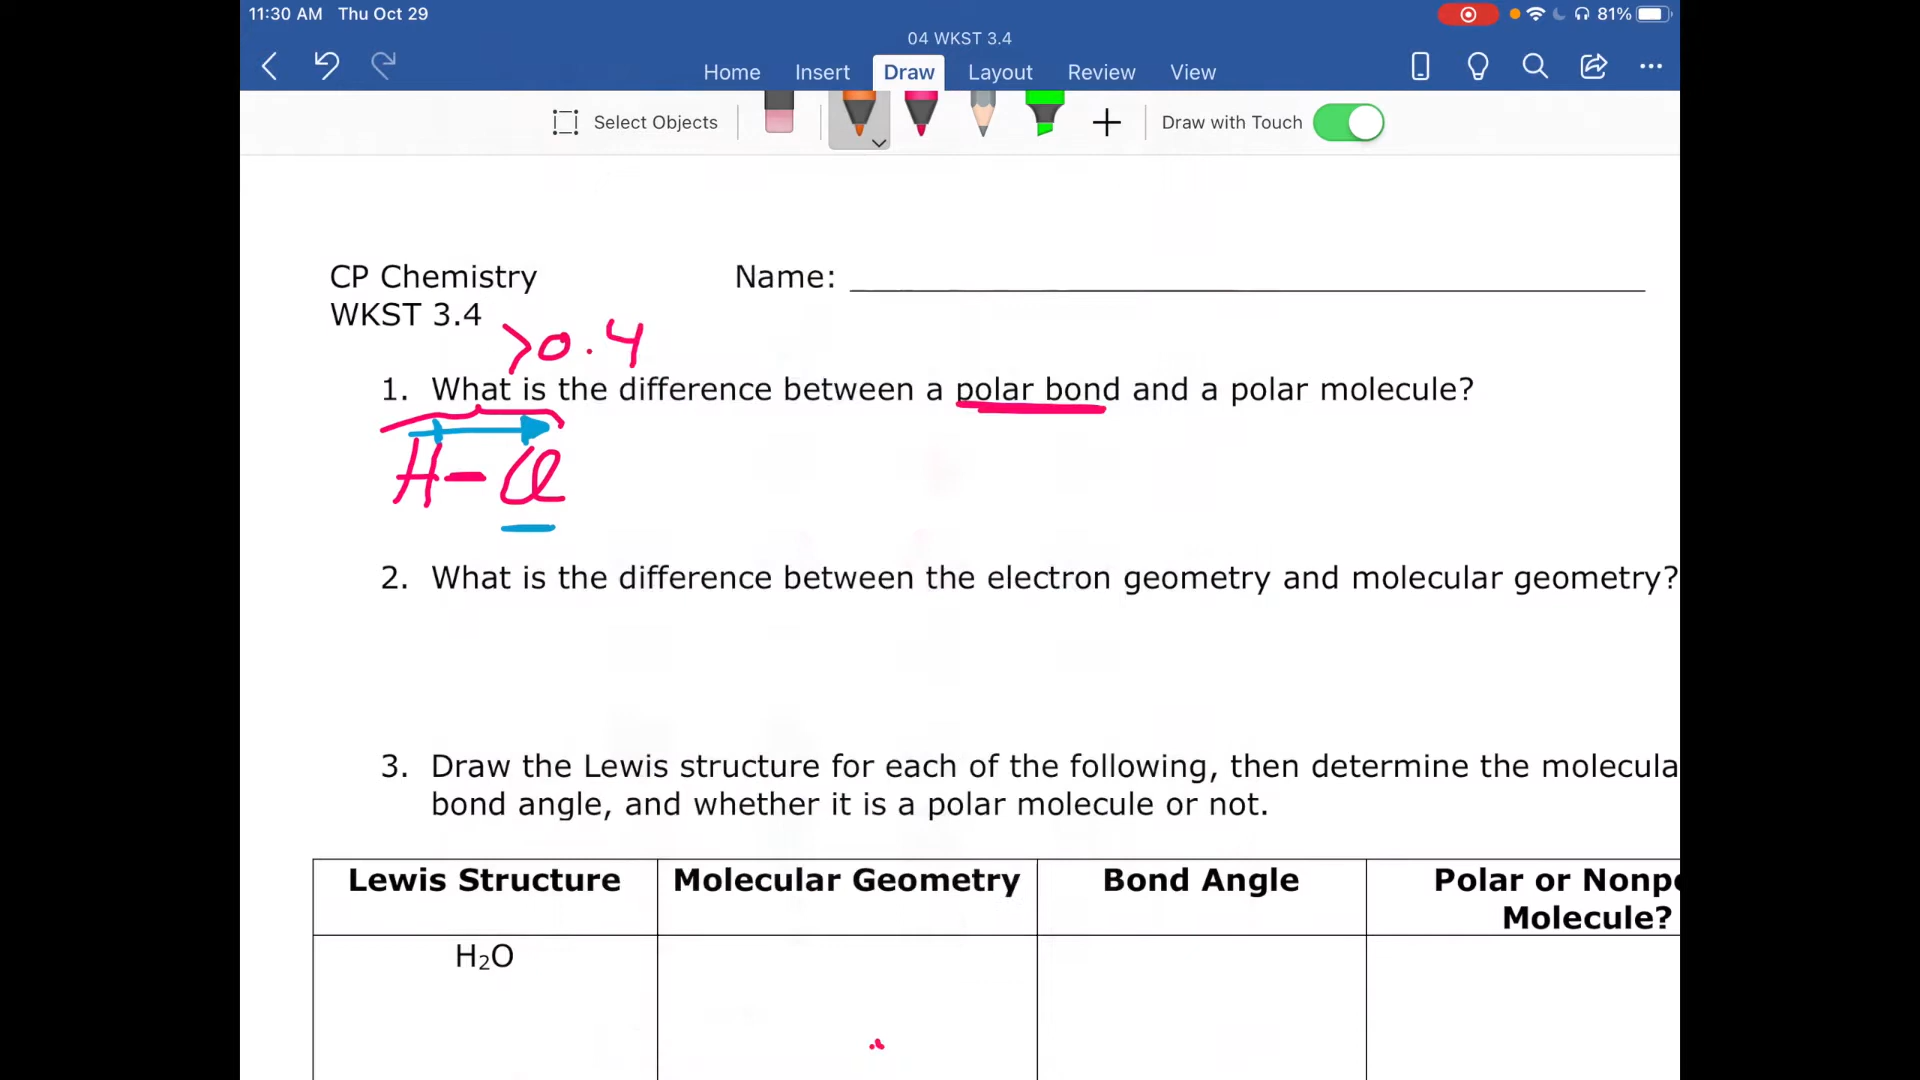 11:30 AM Thu Oct 29
81%
04 WKST 3.4
Home Insert Draw Layout Review View
Select Objects
Draw with Touch
CP Chemistry Name:
WKST 3.4
>0.4
1. What is the difference between a polar bond and a polar molecule?
H-Cl
2. What is the difference between the electron geometry and molecular geometry?
3. Draw the Lewis structure for each of the following, then determine the molecula
bond angle, and whether it is a polar molecule or not.
Lewis Structure Molecular Geometry Bond Angle Polar or Nonpo
Molecule?
H₂O